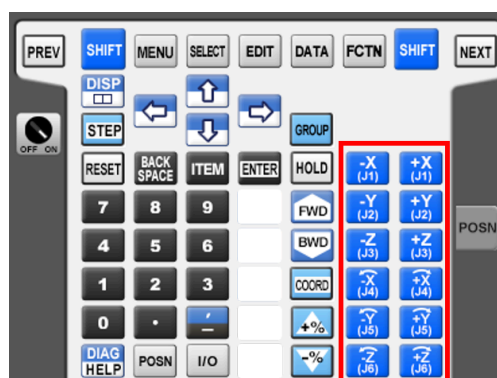 PREV SHIFT MENU SELECT EDIT DATA FCTN SHIFT NEXT
DISP
STEP GROUP
OFF ON
RESET BACK SPACE ITEM ENTER HOLD -X (J1) +X (J1)
7 8 9 FWD -Y (J2) +Y (J2)
POSN
4 5 6 BWD -Z (J3) +Z (J3)
1 2 3 COORD -X (J4) +X (J4)
0 . , - +% -Y (J5) +Y (J5)
DIAG HELP POSN I/O -% -Z (J6) +Z (J6)